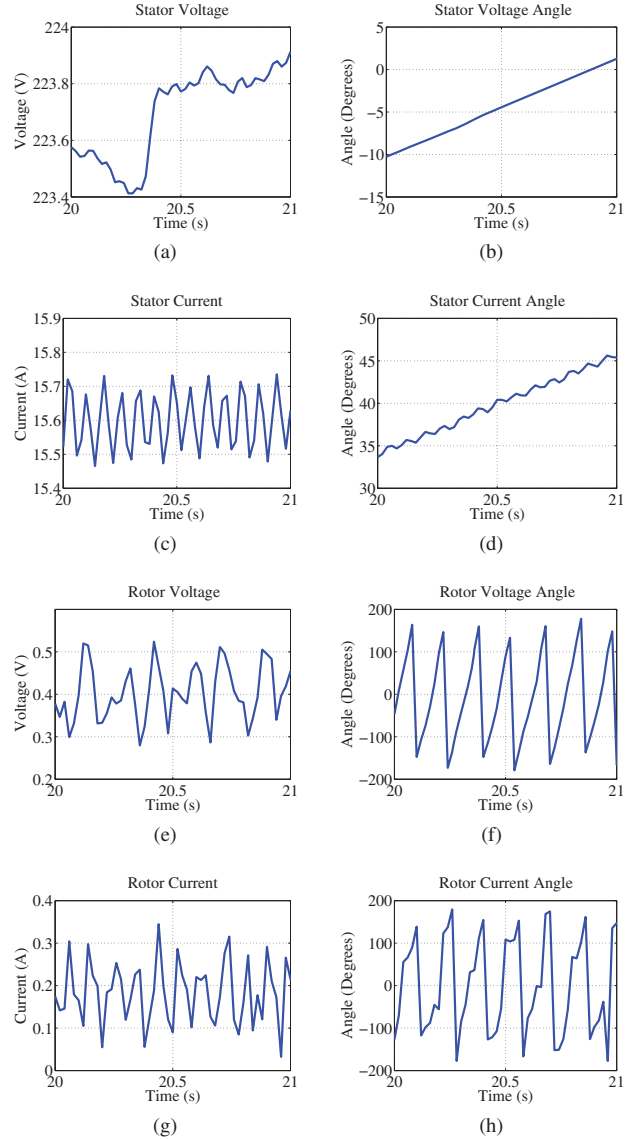 Stator Voltage
224
223.8
223.6
223.4
20
20.5
21
Voltage (V)
Time (s)
(a)
Stator Voltage Angle
5
0
−5
−10
−15
20
20.5
21
Angle (Degrees)
Time (s)
(b)
Stator Current
15.9
15.8
15.7
15.6
15.5
15.4
20
20.5
21
Current (A)
Time (s)
(c)
Stator Current Angle
50
45
40
35
30
20
20.5
21
Angle (Degrees)
Time (s)
(d)
Rotor Voltage
0.5
0.4
0.3
0.2
20
20.5
21
Voltage (V)
Time (s)
(e)
Rotor Voltage Angle
200
100
0
−100
−200
20
20.5
21
Angle (Degrees)
Time (s)
(f)
Rotor Current
0.4
0.3
0.2
0.1
0
20
20.5
21
Current (A)
Time (s)
(g)
Rotor Current Angle
200
100
0
−100
−200
20
20.5
21
Angle (Degrees)
Time (s)
(h)